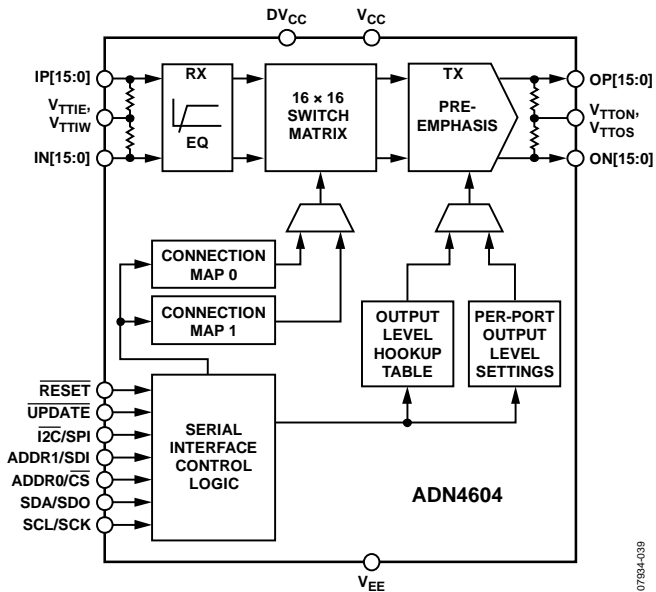 DVCC
VCC
IP[15:0]
VTTIE,
VTTIW
IN[15:0]
RX
EQ
16 × 16
SWITCH
MATRIX
TX
PRE-
EMPHASIS
OP[15:0]
VTTON,
VTTOS
ON[15:0]
CONNECTION
MAP 0
CONNECTION
MAP 1
OUTPUT
LEVEL
HOOKUP
TABLE
PER-PORT
OUTPUT
LEVEL
SETTINGS
RESET
UPDATE
I2C/SPI
ADDR1/SDI
ADDR0/CS
SDA/SDO
SCL/SCK
SERIAL
INTERFACE
CONTROL
LOGIC
ADN4604
VEE
07934-039